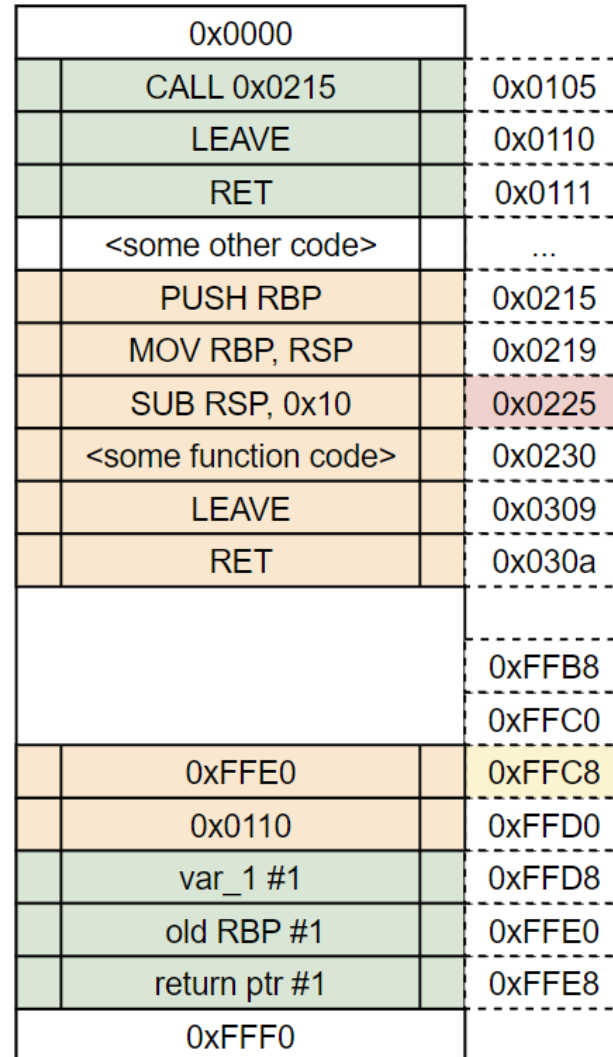 0x0000
CALL 0x0215 0x0105
LEAVE 0x0110
RET 0x0111
<some other code> ...
PUSH RBP 0x0215
MOV RBP, RSP 0x0219
SUB RSP, 0x10 0x0225
<some function code> 0x0230
LEAVE 0x0309
RET 0x030a
0xFFB8
0xFFC0
0xFFE0 0xFFC8
0x0110 0xFFD0
var_1 #1 0xFFD8
old RBP #1 0xFFE0
return ptr #1 0xFFE8
0xFFF0